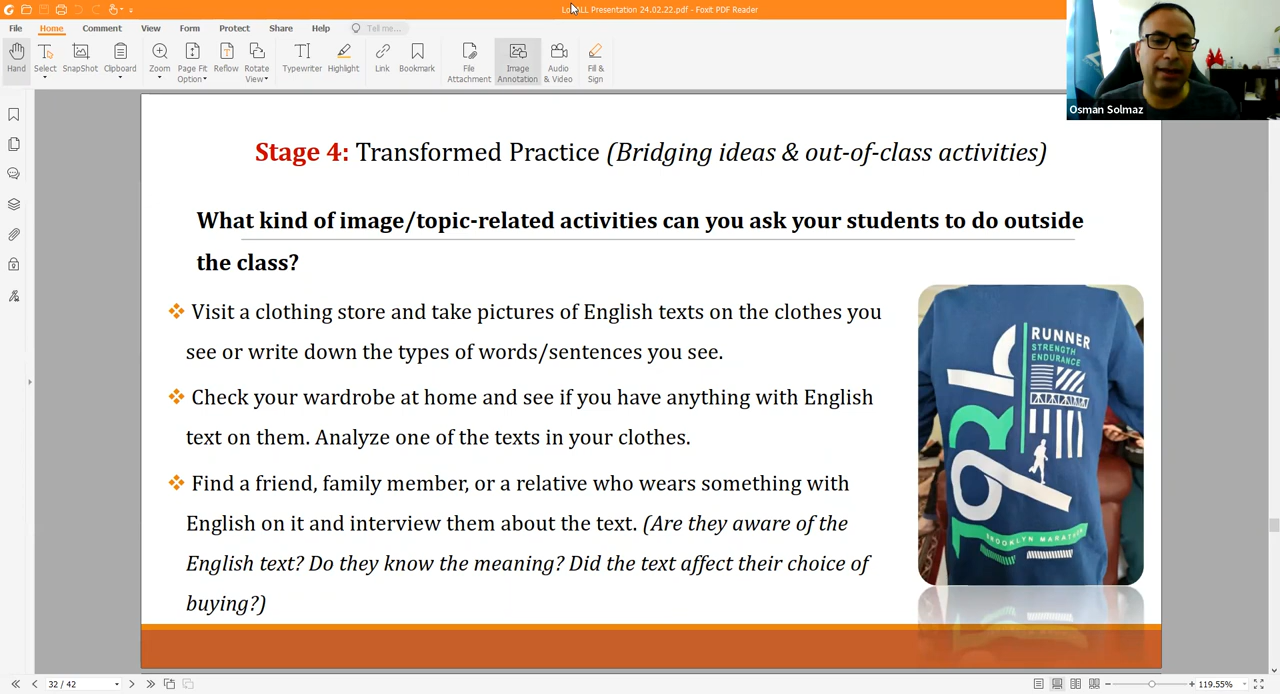 Presentation 24.02.22.pdf - Foxit PDF Reader
File Home Comment View Form Protect Share Help Tell me...
Hand Select SnapShot Clipboard Zoom Page Fit Option Reflow Rotate View Typewriter Highlight Link Bookmark File Attachment Image Annotation Audio & Video Fill & Sign
Osman Solmaz
Stage 4: Transformed Practice (Bridging ideas & out-of-class activities)
What kind of image/topic-related activities can you ask your students to do outside
the class?
❖ Visit a clothing store and take pictures of English texts on the clothes you
see or write down the types of words/sentences you see.
❖ Check your wardrobe at home and see if you have anything with English
text on them. Analyze one of the texts in your clothes.
❖ Find a friend, family member, or a relative who wears something with
English on it and interview them about the text. (Are they aware of the
English text? Do they know the meaning? Did the text affect their choice of
buying?)
RUNNER
STRENGTH
ENDURANCE
BROOKLYN MARATHON
32 / 42
119.55%